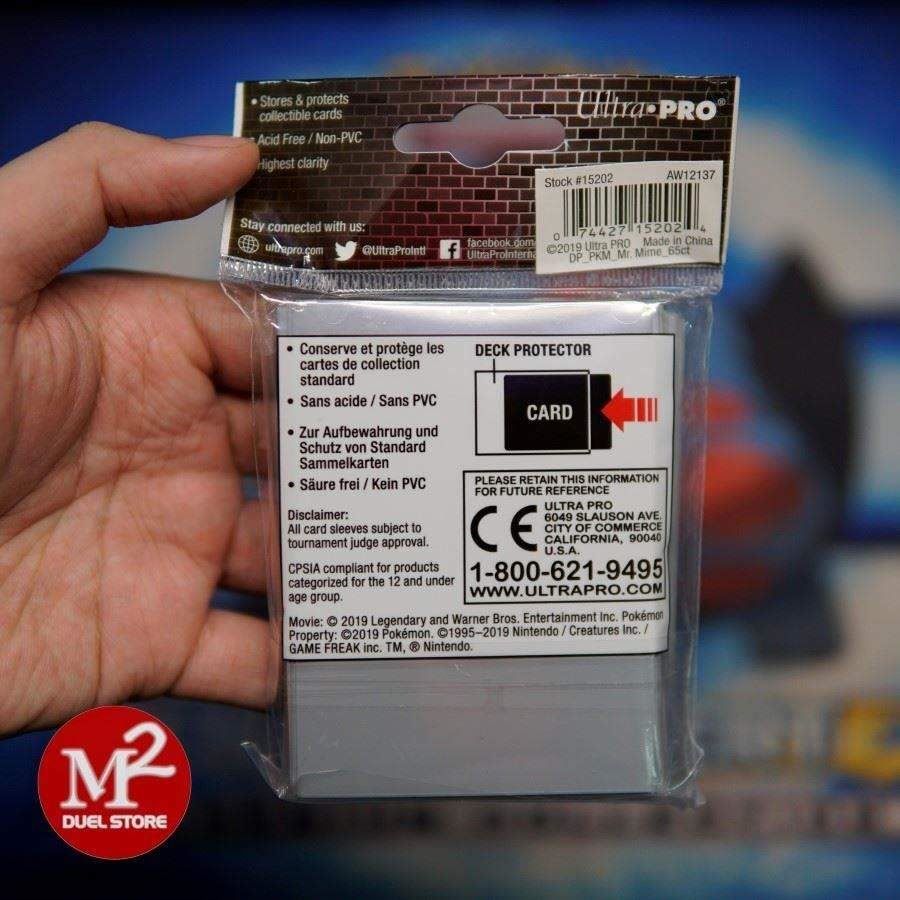 • Stores & protects
collectible cards
Acid Free / Non-PVC
Highest clarity
Ultra•PRO®
Stay connected with us:
ultrapro.com @UltraProIntl facebook.com
UltraProInterna
Stock #15202 AW12137
0 74427 15202 4
©2019 Ultra PRO Made in China
DP_PKM_Mr. Mime_65ct
• Conserve et protège les
cartes de collection
standard
• Sans acide / Sans PVC
• Zur Aufbewahrung und
Schutz von Standard
Sammelkarten
• Säure frei / Kein PVC
Disclaimer:
All card sleeves subject to
tournament judge approval.
CPSIA compliant for products
categorized for the 12 and under
age group.
DECK PROTECTOR
CARD
PLEASE RETAIN THIS INFORMATION
FOR FUTURE REFERENCE
CE
ULTRA PRO
6049 SLAUSON AVE.
CITY OF COMMERCE
CALIFORNIA, 90040
U.S.A.
1-800-621-9495
WWW.ULTRAPRO.COM
Movie: © 2019 Legendary and Warner Bros. Entertainment Inc. Pokémon
Property: ©2019 Pokémon. ©1995–2019 Nintendo / Creatures Inc. /
GAME FREAK inc. TM, ® Nintendo.
M2
DUEL STORE